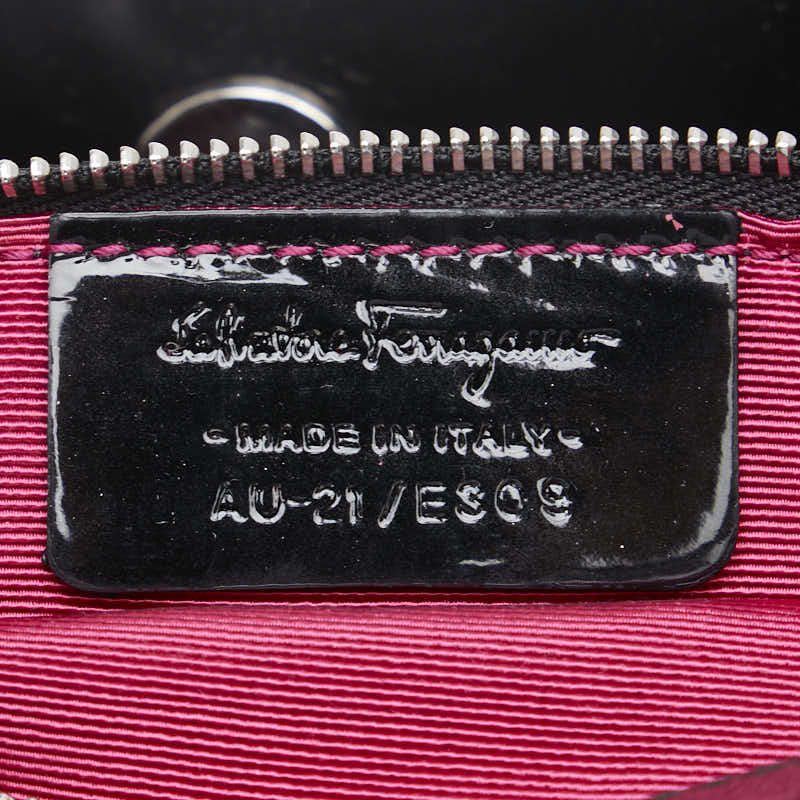 Salvatore Ferragamo
-MADE IN ITALY-
AU-21/E309